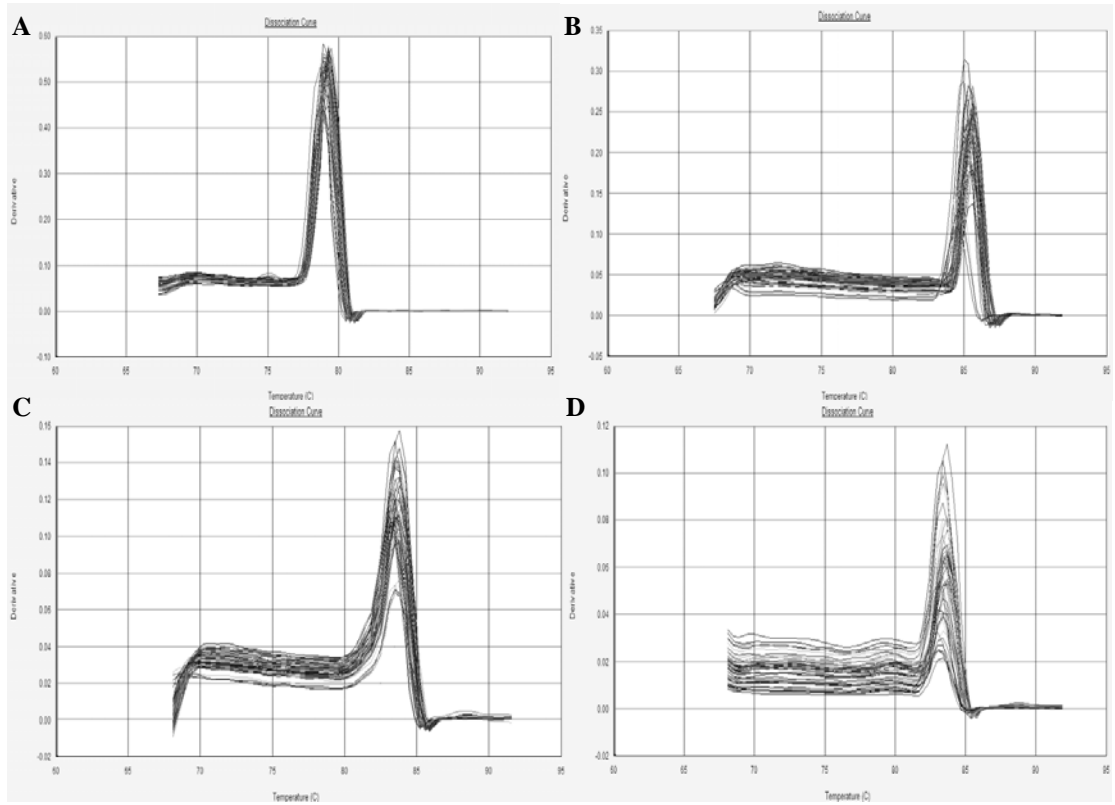 A
Dissociation Curve
0.60
0.50
0.40
0.30
0.20
0.10
0.00
-0.10
Derivative
60 65 70 75 80 85 90 95
Temperature (C)
B
Dissociation Curve
0.35
0.30
0.25
0.20
0.15
0.10
0.05
0.00
-0.05
Derivative
60 65 70 75 80 85 90 95
Temperature (C)
C
Dissociation Curve
0.16
0.14
0.12
0.10
0.08
0.06
0.04
0.02
0.00
-0.02
Derivative
60 65 70 75 80 85 90 95
Temperature (C)
D
Dissociation Curve
0.12
0.10
0.08
0.06
0.04
0.02
0.00
-0.02
Derivative
60 65 70 75 80 85 90 95
Temperature (C)